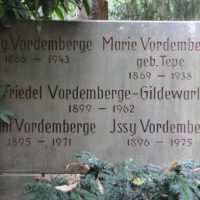 g. Vordemberge Marie Vordembe
1866 – 1943 geb. Tepe
1869 – 1938
Friedel Vordemberge-Gildewart
1899 – 1962
Vordemberge Jssy Vordembe
1895 – 1971 1896 – 1975